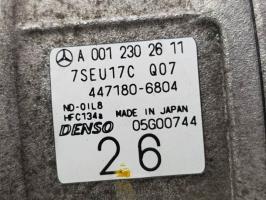 A 001 230 26 11
7SEU17C Q07
447180-6804
ND-OIL8
HFC134a MADE IN JAPAN
DENSO 05G00744
26